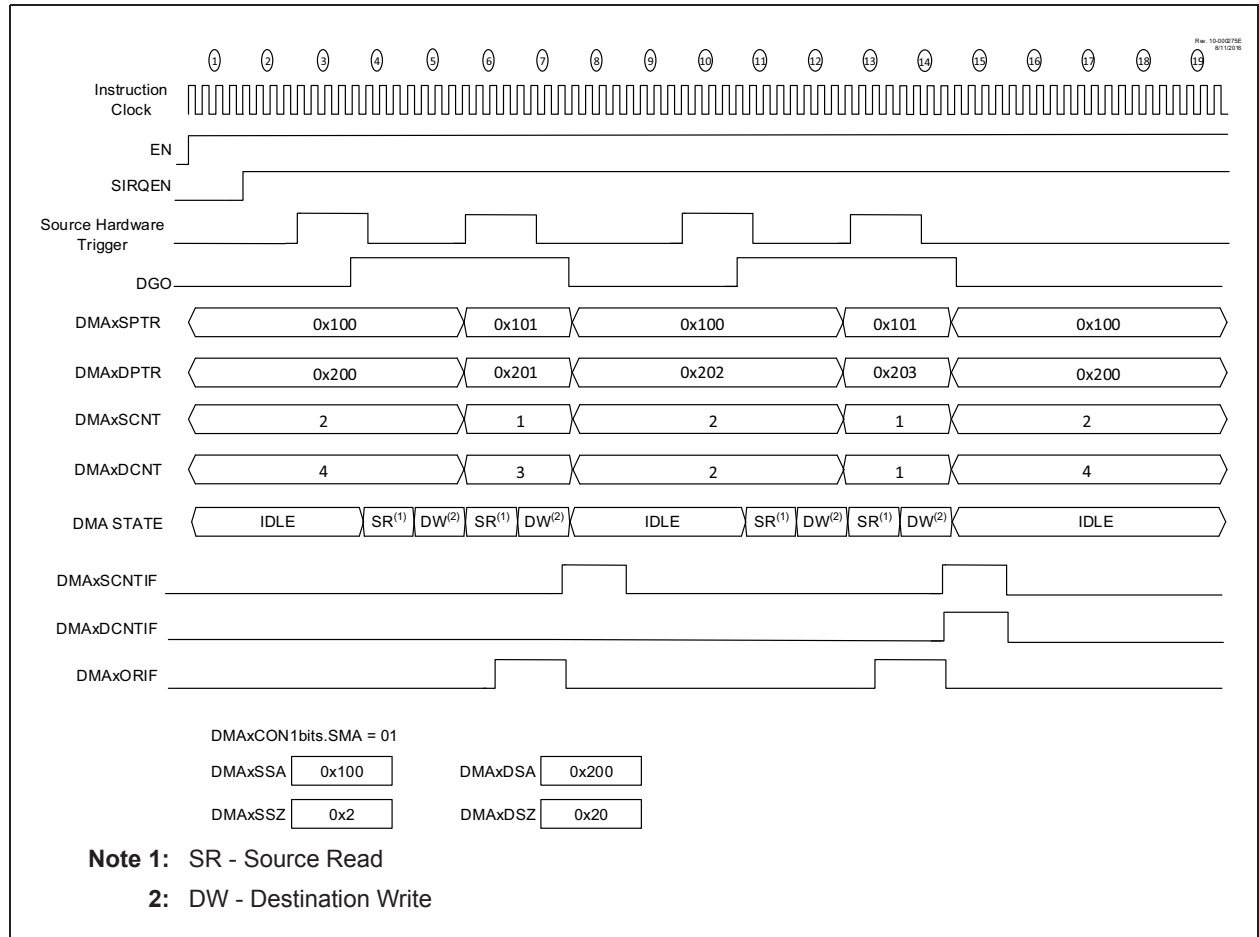 Rev. 10-000275E
8/11/2016
1 2 3 4 5 6 7 8 9 10 11 12 13 14 15 16 17 18 19
Instruction
Clock
EN
SIRQEN
Source Hardware
Trigger
DGO
DMAxSPTR 0x100 0x101 0x100 0x101 0x100
DMAxDPTR 0x200 0x201 0x202 0x203 0x200
DMAxSCNT 2 1 2 1 2
DMAxDCNT 4 3 2 1 4
DMA STATE IDLE SR(1) DW(2) SR(1) DW(2) IDLE SR(1) DW(2) SR(1) DW(2) IDLE
DMAxSCNTIF
DMAxDCNTIF
DMAxORIF
DMAxCON1bits.SMA = 01
DMAxSSA 0x100 DMAxDSA 0x200
DMAxSSZ 0x2 DMAxDSZ 0x20
Note 1: SR - Source Read
2: DW - Destination Write